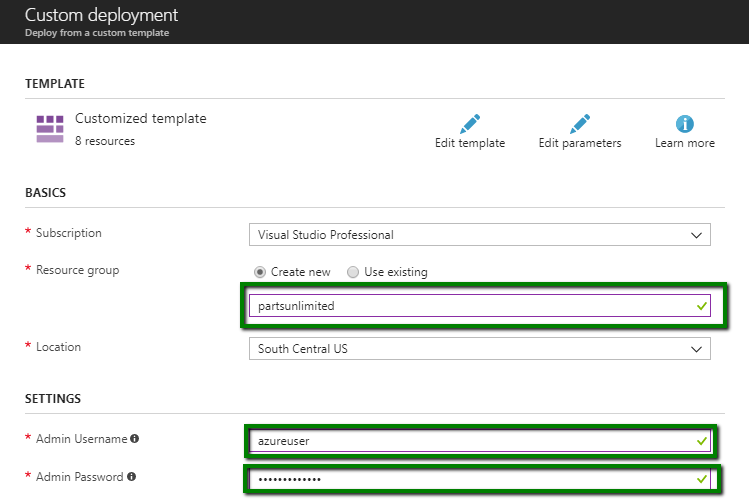 Custom deployment
Deploy from a custom template
TEMPLATE
Customized template
8 resources
Edit template
Edit parameters
Learn more
BASICS
* Subscription
Visual Studio Professional
* Resource group
Create new
Use existing
partsunlimited
* Location
South Central US
SETTINGS
* Admin Username
azureuser
* Admin Password
•••••••••••••